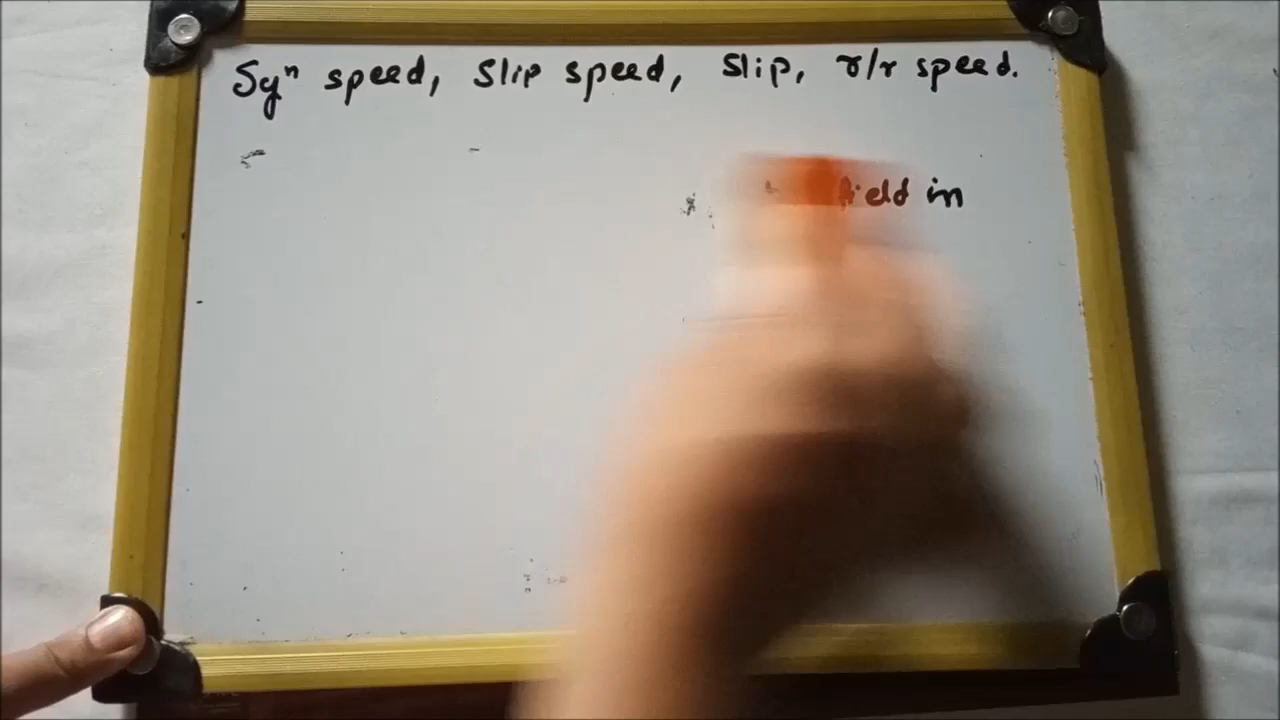 Syⁿ speed, Slip speed, Slip, r/r speed.
field in